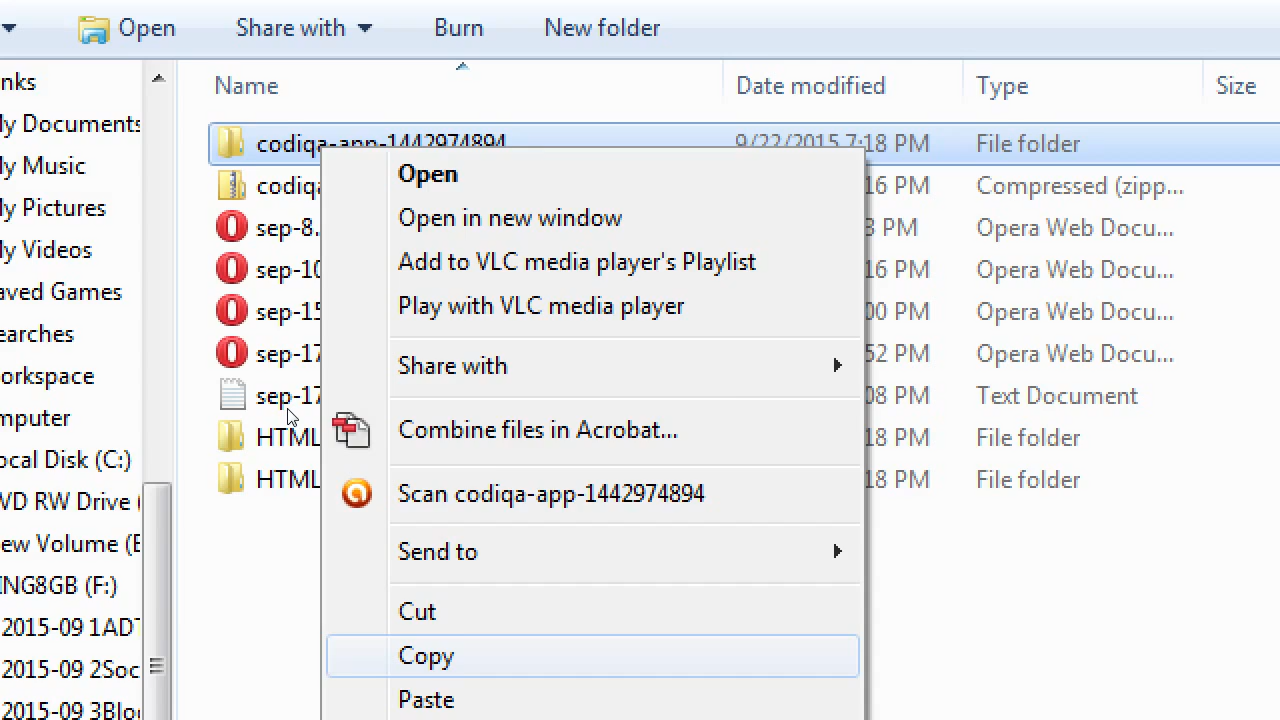 Open Share with Burn New folder
Name Date modified Type Size
nks
ly Documents
ly Music
ly Pictures
ly Videos
aved Games
earches
orkspace
mputer
ocal Disk (C:)
WD RW Drive (
ew Volume (E
ING8GB (F:)
2015-09 1AD
2015-09 2Soc
2015-09 3Blo
codiqa-app-1442974894 9/22/2015 7:18 PM File folder
codiqa 16 PM Compressed (zipp...
sep-8. 3 PM Opera Web Docu...
sep-10 16 PM Opera Web Docu...
sep-15 00 PM Opera Web Docu...
sep-17 52 PM Opera Web Docu...
sep-17 08 PM Text Document
HTML 18 PM File folder
HTML 18 PM File folder
Open
Open in new window
Add to VLC media player's Playlist
Play with VLC media player
Share with
Combine files in Acrobat...
Scan codiqa-app-1442974894
Send to
Cut
Copy
Paste